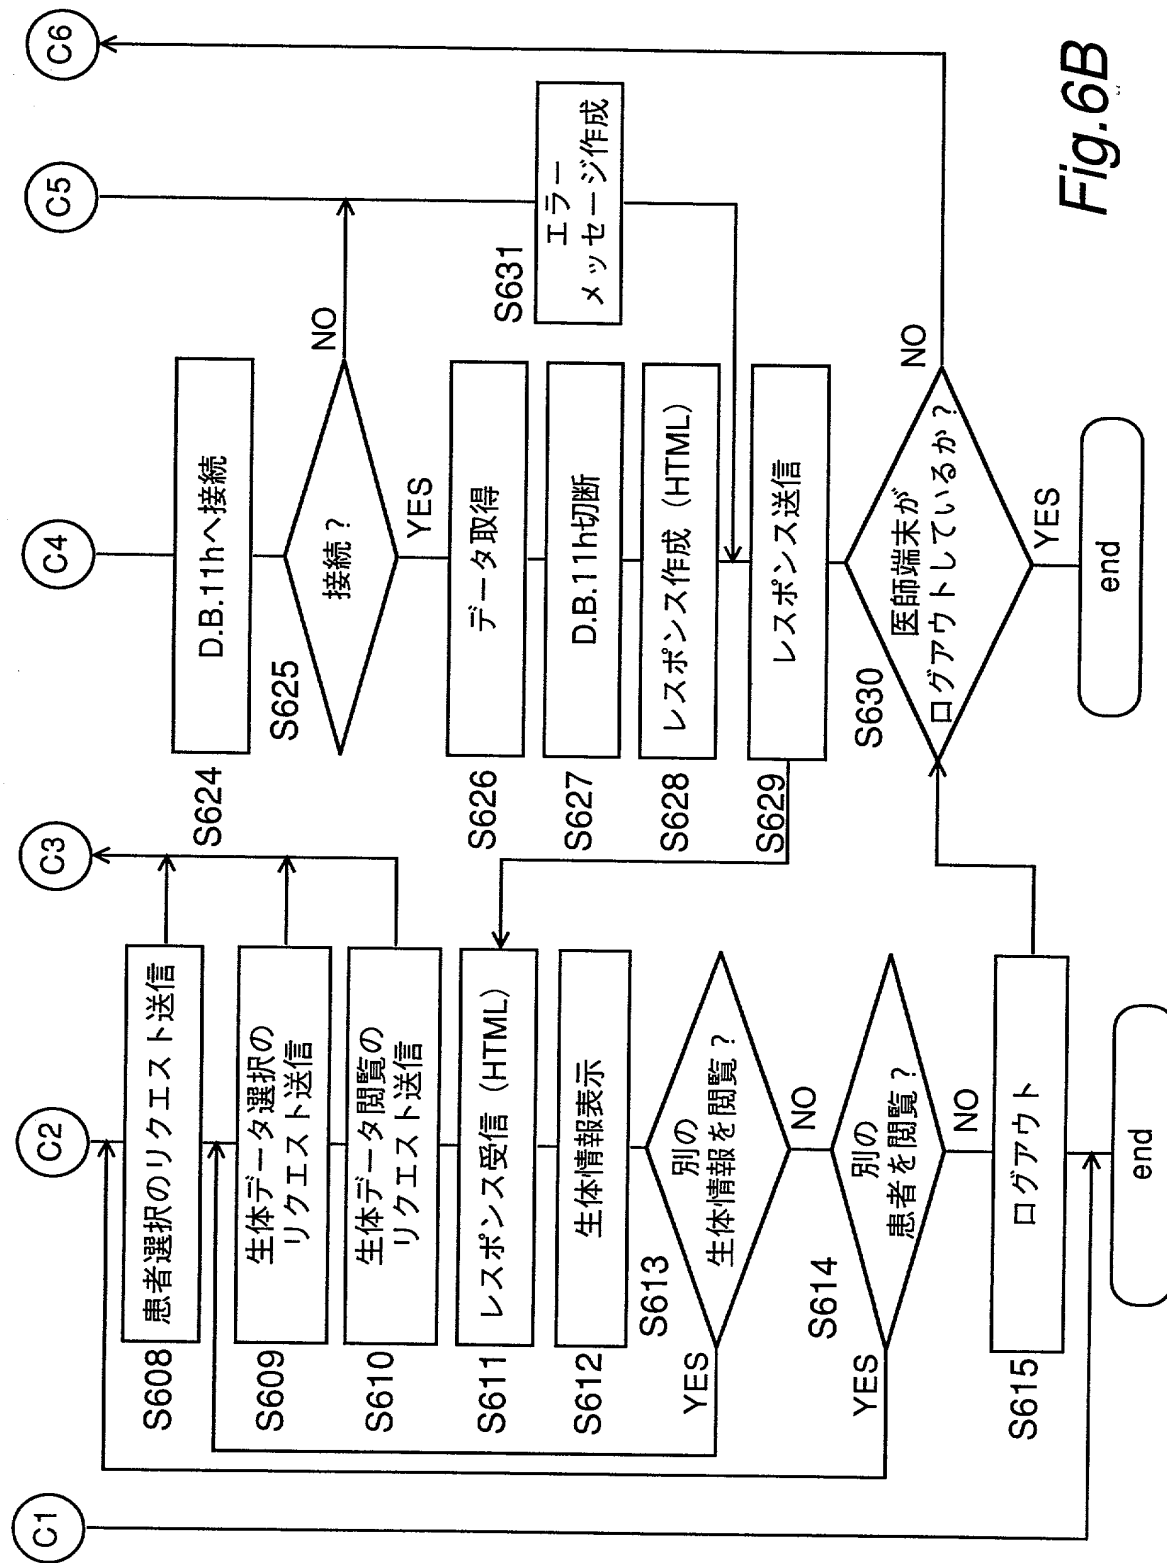 C1
C2
C3
C4
C5
C6
S608
患者選択のリクエスト送信
S609
生体データ選択の
リクエスト送信
S610
生体データ閲覧の
リクエスト送信
S611
レスポンス受信（HTML）
S612
生体情報表示
S613
別の
生体情報を閲覧？
YES
NO
S614
別の
患者を閲覧？
YES
NO
S615
ログアウト
end
S624
D.B.11hへ接続
S625
接続？
NO
YES
S626
データ取得
S627
D.B.11h切断
S628
レスポンス作成（HTML）
S629
レスポンス送信
S631
エラー
メッセージ作成
S630
医師端末が
ログアウトしているか？
NO
YES
end
Fig.6B